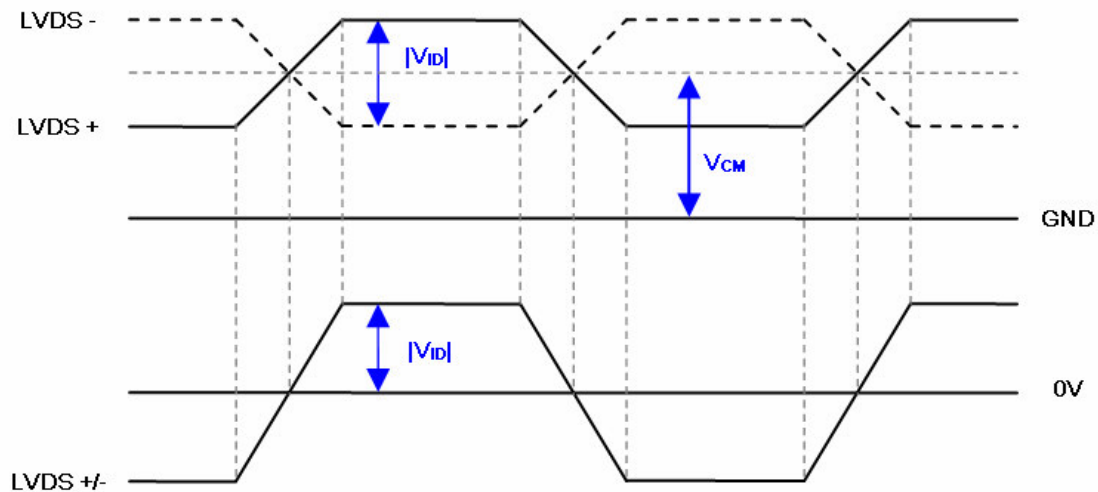 LVDS -
|VID|
LVDS +
VCM
GND
|VID|
0V
LVDS +/-